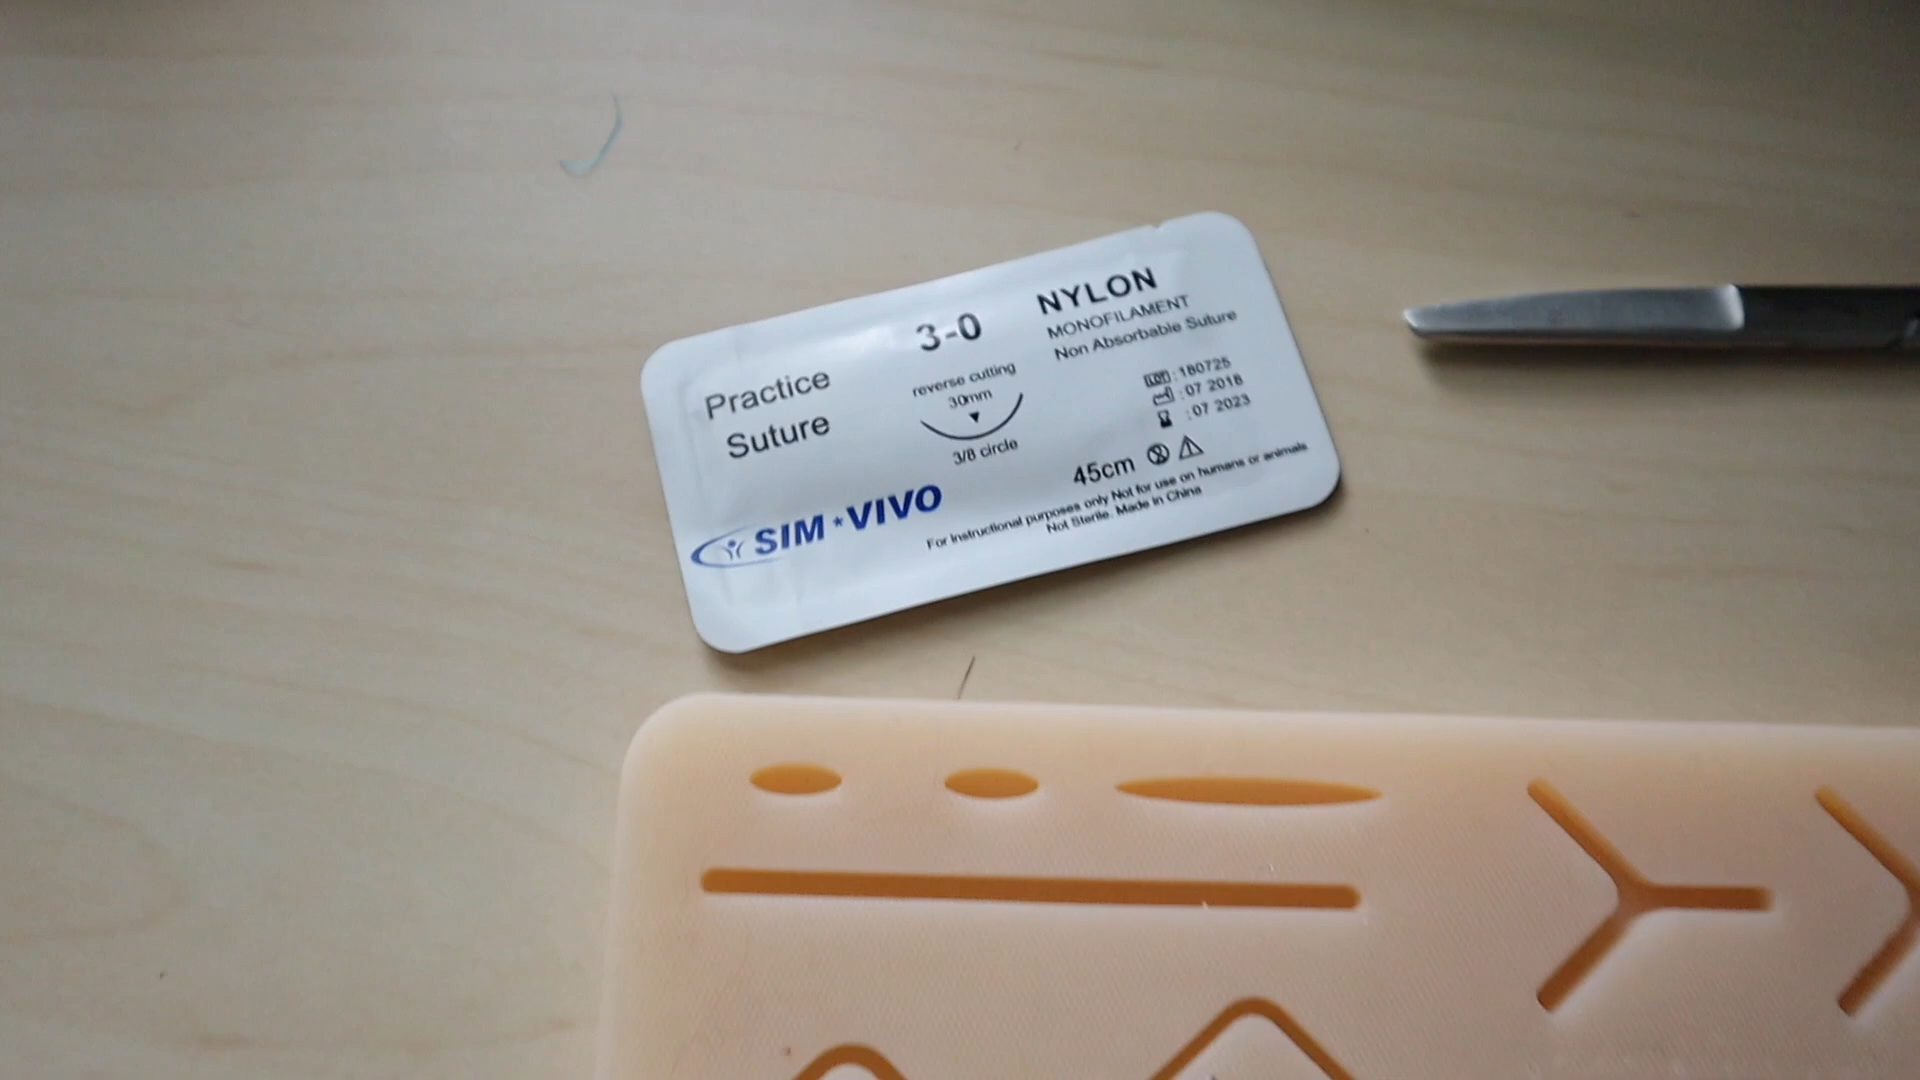 Practice
Suture
3-0
reverse cutting
30mm
3/8 circle
NYLON
MONOFILAMENT
Non Absorbable Suture
LOT : 180725
: 07 2018
: 07 2023
45cm
SIM*VIVO
For instructional purposes only Not for use on humans or animals
Not Sterile. Made in China